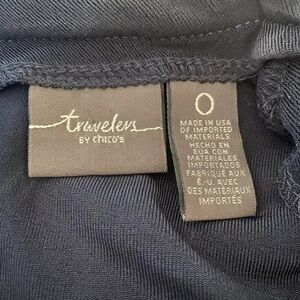 travelers
BY chico's
0
MADE IN USA
OF IMPORTED
MATERIALS
HECHO EN
EUA CON
MATERIALES
IMPORTADOS
FABRIQUÉ AUX
É.-U. AVEC
DES MATÉRIAUX
IMPORTÉS